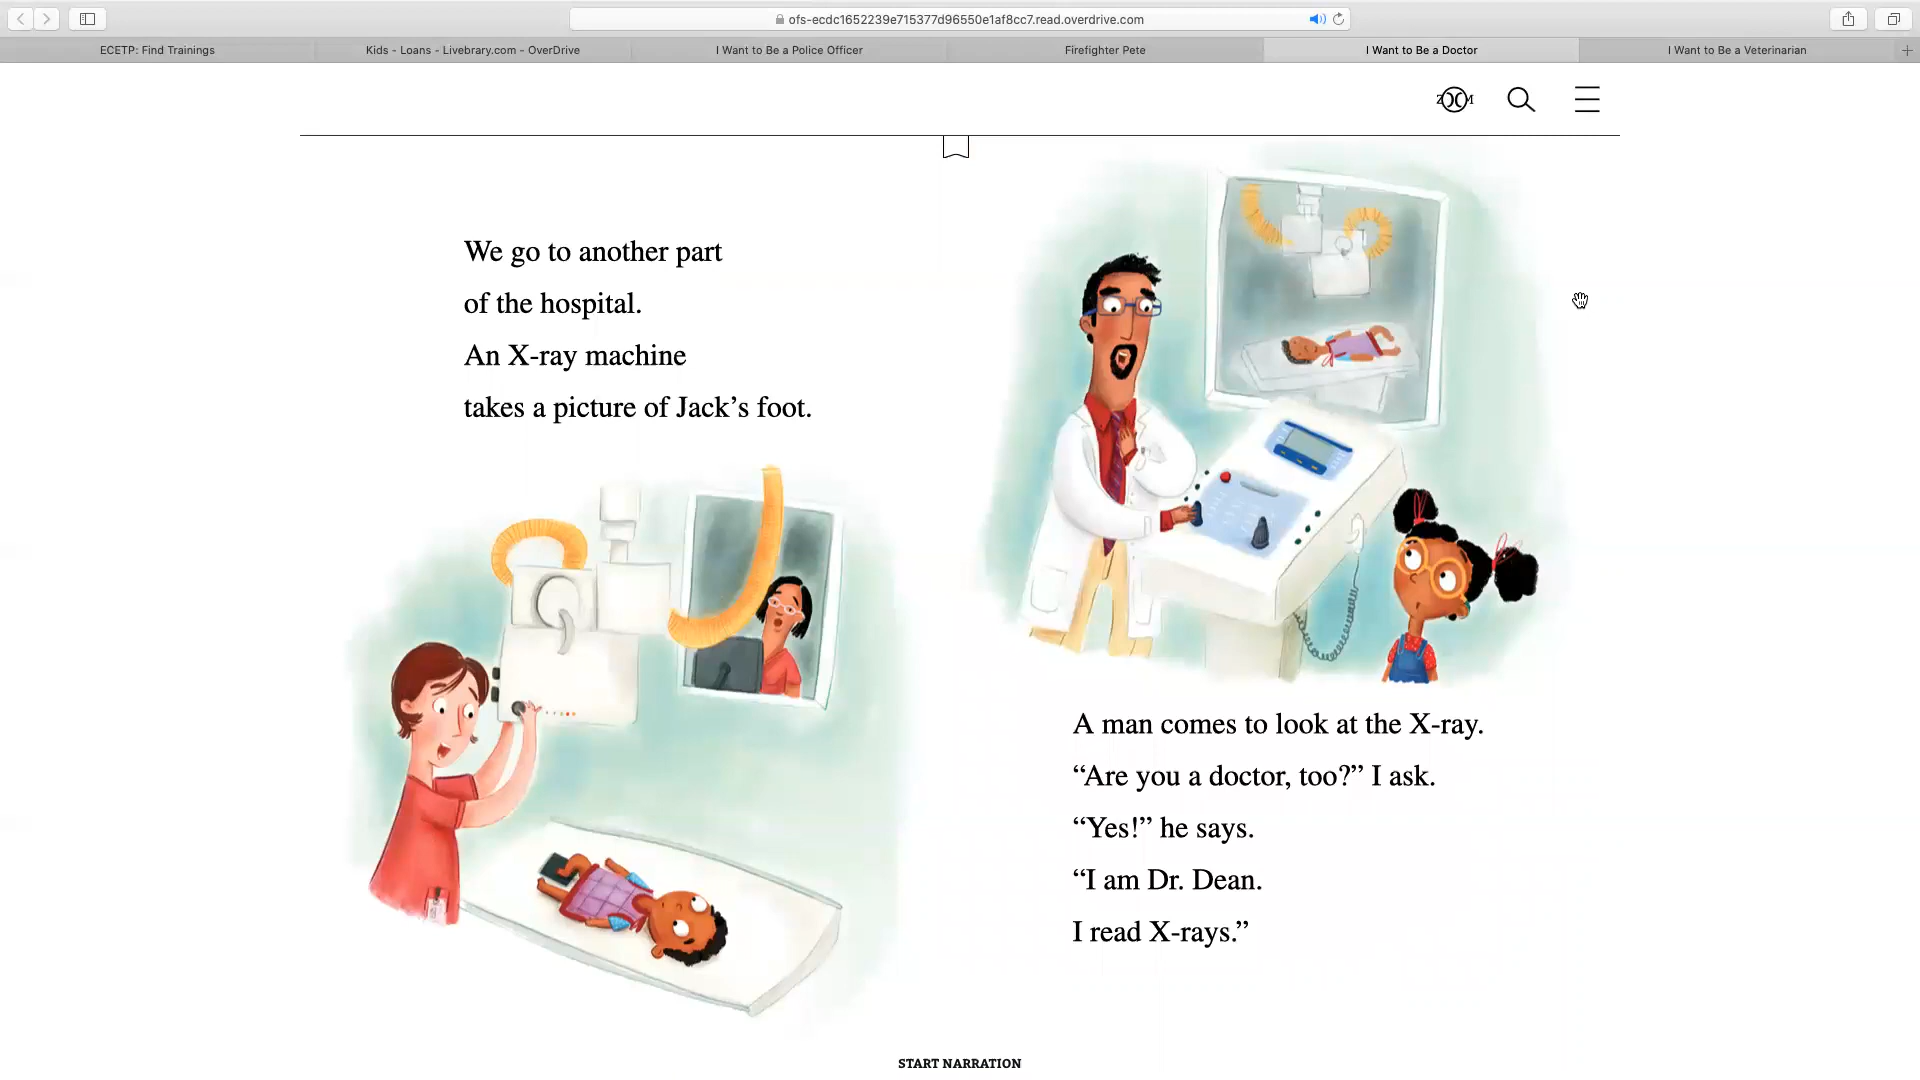 ofs-ecdc1652239e715377d96550e1af8cc7.read.overdrive.com
ECETP: Find Trainings
Kids - Loans - Livebrary.com - OverDrive
I Want to Be a Police Officer
Firefighter Pete
I Want to Be a Doctor
I Want to Be a Veterinarian
ZOOM
We go to another part
of the hospital.
An X-ray machine
takes a picture of Jack’s foot.
A man comes to look at the X-ray.
“Are you a doctor, too?” I ask.
“Yes!” he says.
“I am Dr. Dean.
I read X-rays.”
START NARRATION